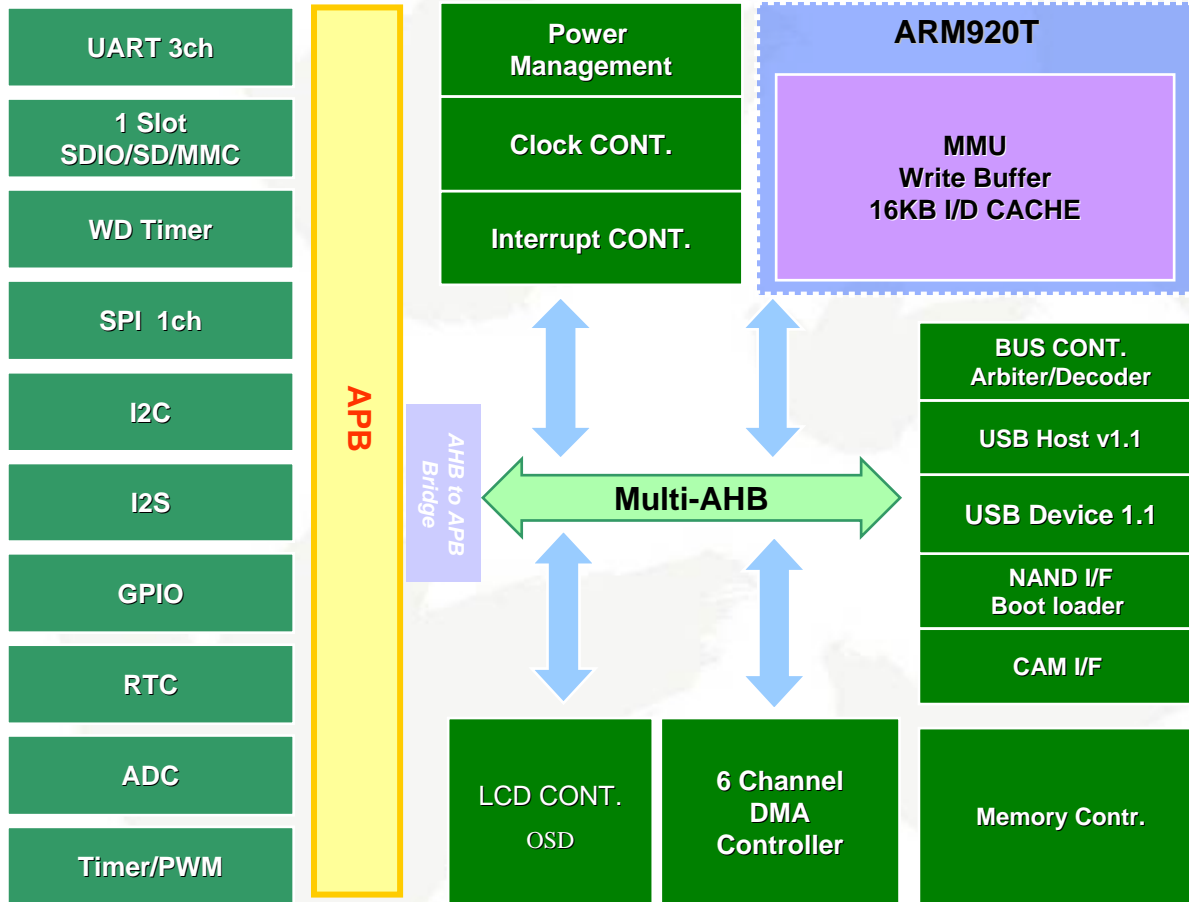 UART 3ch
1 Slot
SDIO/SD/MMC
WD Timer
SPI 1ch
I2C
I2S
GPIO
RTC
ADC
Timer/PWM
APB
AHB to APB
Bridge
Power
Management
Clock CONT.
Interrupt CONT.
ARM920T
MMU
Write Buffer
16KB I/D CACHE
Multi-AHB
BUS CONT.
Arbiter/Decoder
USB Host v1.1
USB Device 1.1
NAND I/F
Boot loader
CAM I/F
LCD CONT.
OSD
6 Channel
DMA
Controller
Memory Contr.